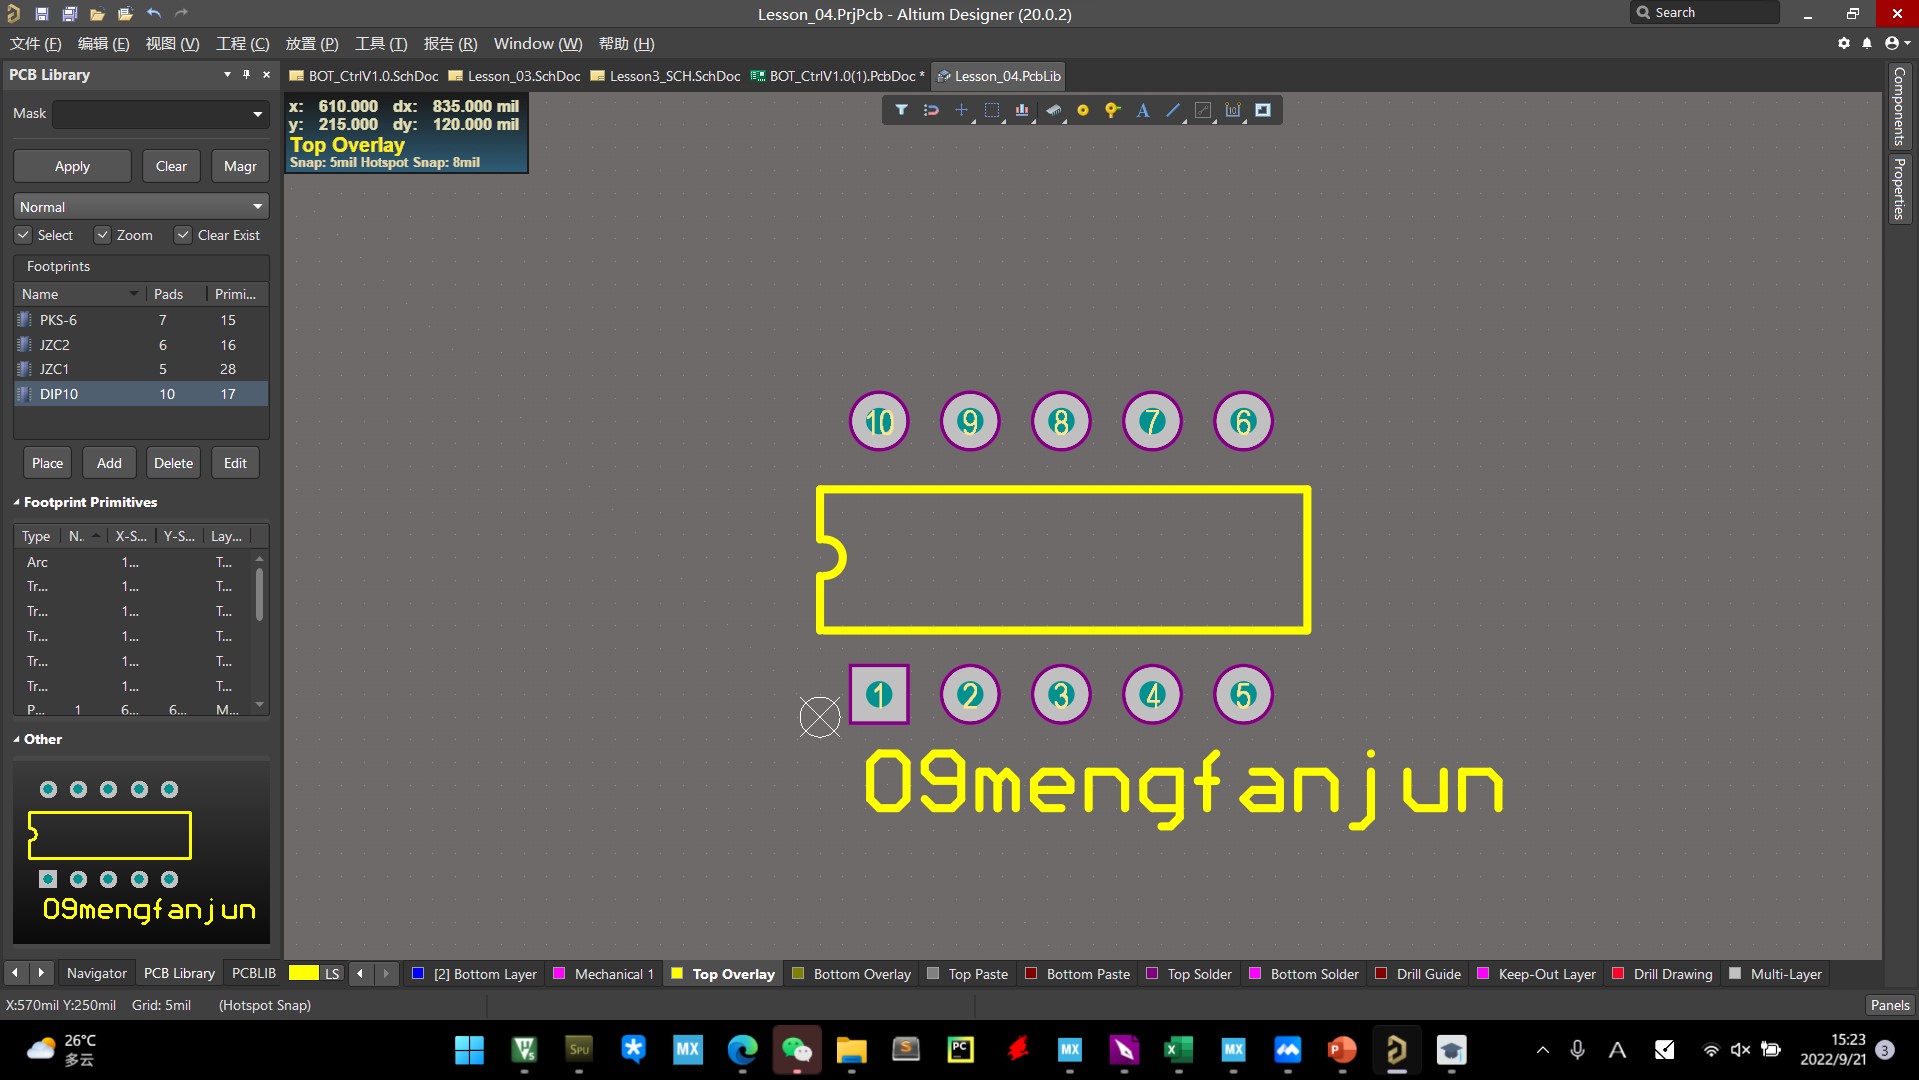 Lesson_04.PrjPcb - Altium Designer (20.0.2)
Search
文件 (F) 编辑 (E) 视图 (V) 工程 (C) 放置 (P) 工具 (T) 报告 (R) Window (W) 帮助 (H)
PCB Library
BOT_CtrlV1.0.SchDoc Lesson_03.SchDoc Lesson3_SCH.SchDoc BOT_CtrlV1.0(1).PcbDoc * Lesson_04.PcbLib
Components
Properties
Mask
Apply Clear Magr
Normal
Select Zoom Clear Exist
Footprints
Name Pads Primi...
PKS-6 7 15
JZC2 6 16
JZC1 5 28
DIP10 10 17
Place Add Delete Edit
Footprint Primitives
Type N.. X-S... Y-S... Lay...
Arc 1... T...
Tr... 1... T...
Tr... 1... T...
Tr... 1... T...
Tr... 1... T...
Tr... 1... T...
P... 1 6... 6... M...
Other
09mengfanjun
x: 610.000 dx: 835.000 mil
y: 215.000 dy: 120.000 mil
Top Overlay
Snap: 5mil Hotspot Snap: 8mil
10 9 8 7 6
1 2 3 4 5
09mengfanjun
Navigator PCB Library PCBLIB LS [2] Bottom Layer Mechanical 1 Top Overlay Bottom Overlay Top Paste Bottom Paste Top Solder Bottom Solder Drill Guide Keep-Out Layer Drill Drawing Multi-Layer
X:570mil Y:250mil Grid: 5mil (Hotspot Snap)
Panels
26°C
多云
V5 SPU MX PC MX MX
A
15:23
2022/9/21
3